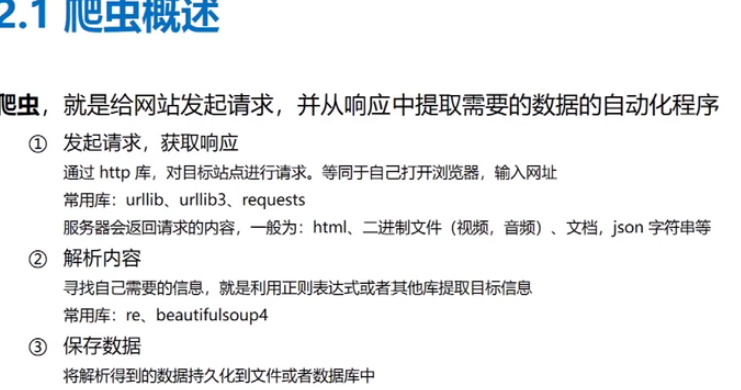 2.1 爬虫概述
爬虫，就是给网站发起请求，并从响应中提取需要的数据的自动化程序
① 发起请求，获取响应
通过 http 库，对目标站点进行请求。等同于自己打开浏览器，输入网址
常用库：urllib、urllib3、requests
服务器会返回请求的内容，一般为：html、二进制文件（视频，音频）、文档，json 字符串等
② 解析内容
寻找自己需要的信息，就是利用正则表达式或者其他库提取目标信息
常用库：re、beautifulsoup4
③ 保存数据
将解析得到的数据持久化到文件或者数据库中